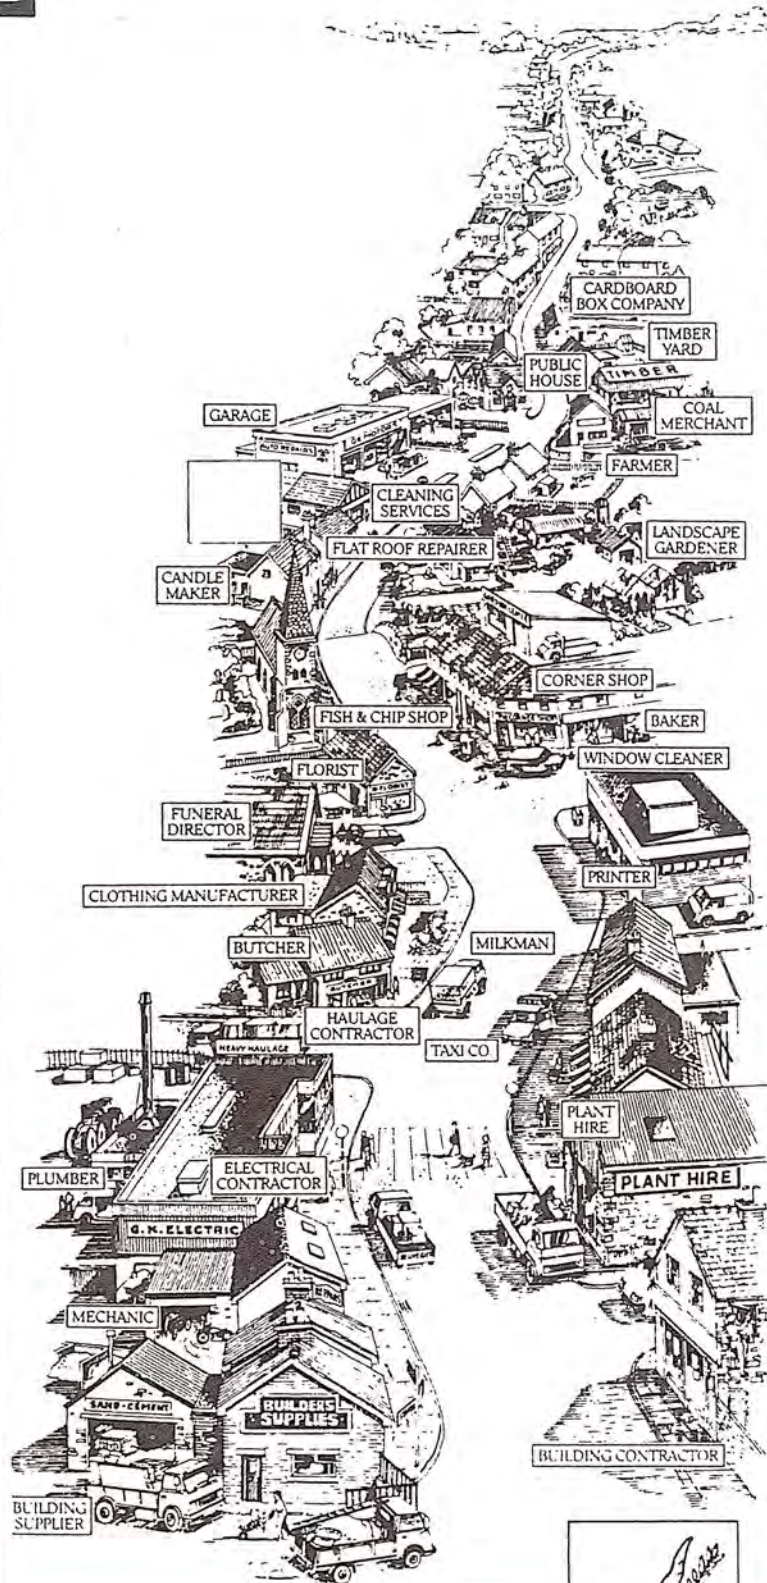 CARDBOARD
BOX COMPANY
TIMBER
YARD
PUBLIC
HOUSE
TIMBER
GARAGE
COAL
MERCHANT
AUTO REPAIRS
FARMER
CLEANING
SERVICES
FLAT ROOF REPAIRER
LANDSCAPE
GARDENER
CANDLE
MAKER
CORNER SHOP
FISH & CHIP SHOP
BAKER
WINDOW CLEANER
FLORIST
FLORIST
FUNERAL
DIRECTOR
PRINTER
CLOTHING MANUFACTURER
BUTCHER
MILKMAN
HAULAGE
CONTRACTOR
HEAVY HAULAGE
TAXI CO.
PLANT
HIRE
PLUMBER
ELECTRICAL
CONTRACTOR
PLANT HIRE
G.K. ELECTRIC
MECHANIC
SAND-CEMENT
BUILDERS
SUPPLIES
BUILDING CONTRACTOR
BUILDING
SUPPLIER